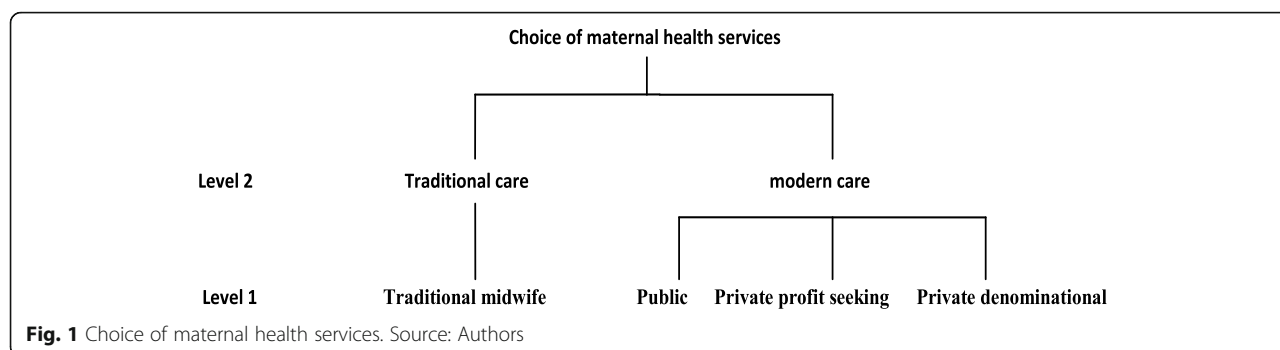 Choice of maternal health services
Level 2 Traditional care modern care
Level 1 Traditional midwife Public Private profit seeking Private denominational
Fig. 1 Choice of maternal health services. Source: Authors